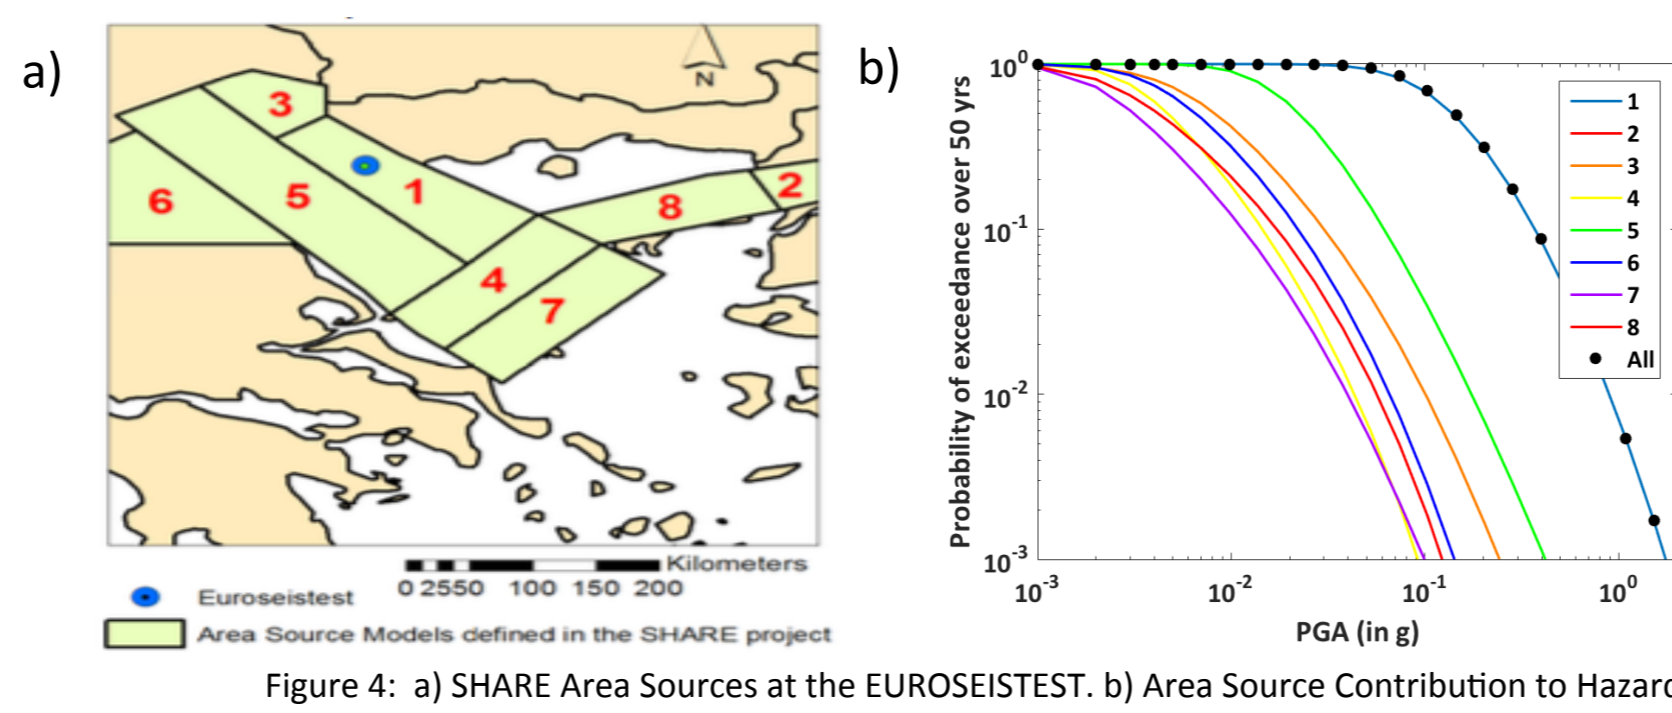 a)
N
3
1
5
6
8
2
4
7
Kilometers
0 2550 100 150 200
Euroseistest
Area Source Models defined in the SHARE project
b)
Probability of exceedance over 50 yrs
10^0
10^-1
10^-2
10^-3
10^-3 10^-2 10^-1 10^0
PGA (in g)
1
2
3
4
5
6
7
8
All
Figure 4: a) SHARE Area Sources at the EUROSEISTEST. b) Area Source Contribution to Hazard